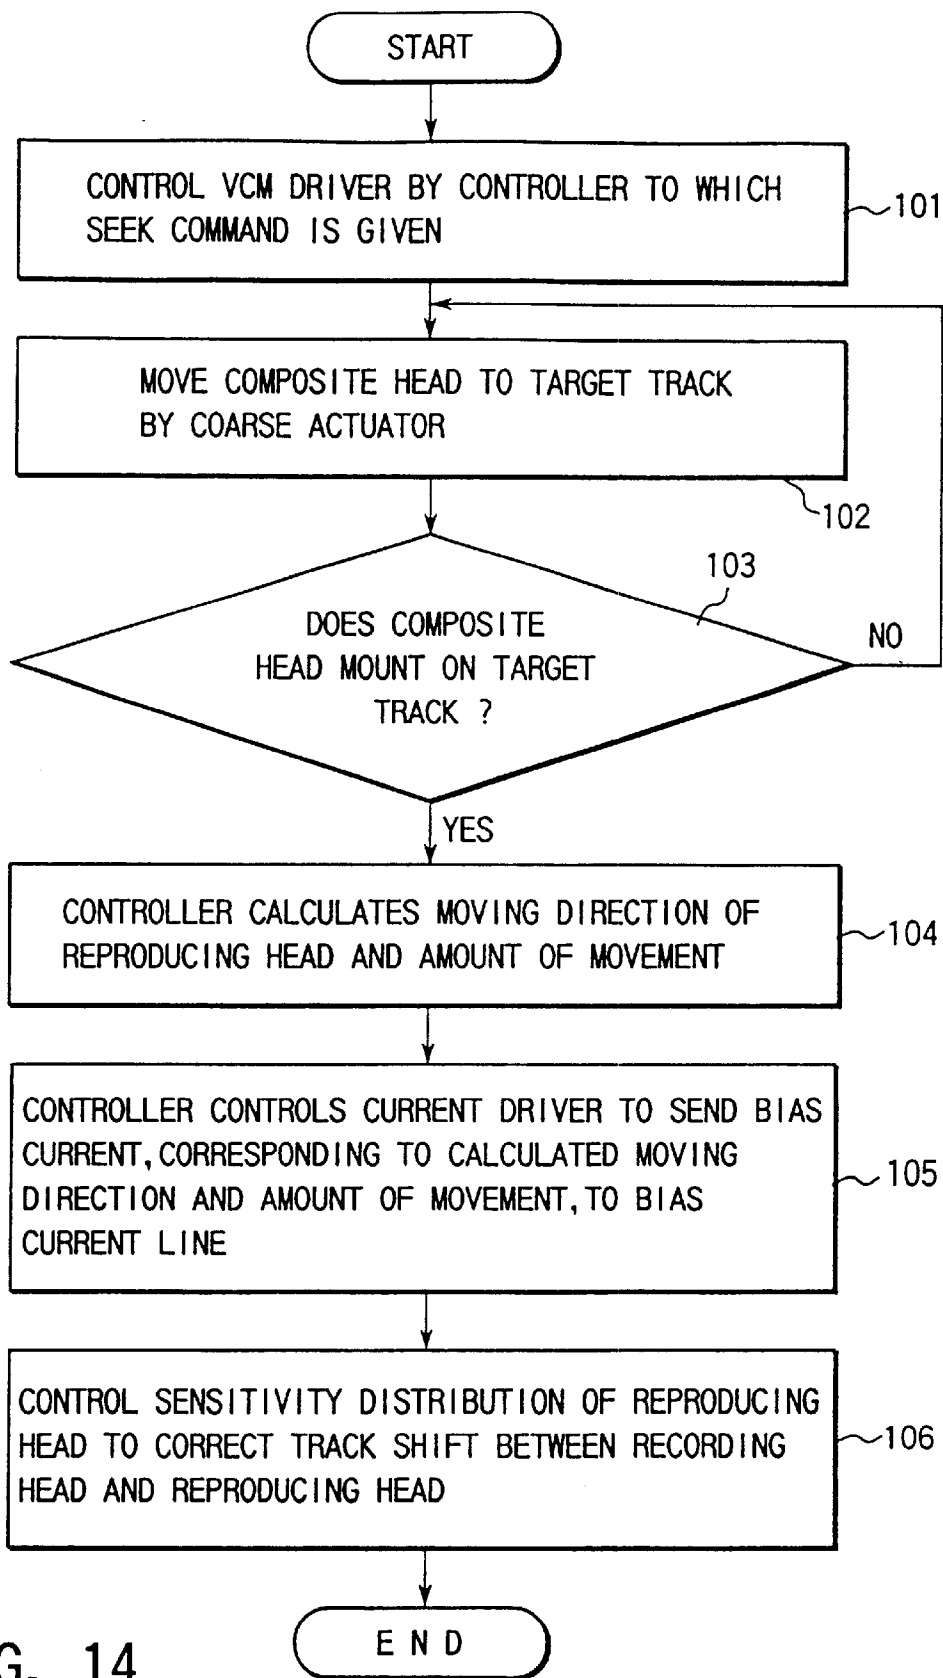 START
CONTROL VCM DRIVER BY CONTROLLER TO WHICH
SEEK COMMAND IS GIVEN
101
MOVE COMPOSITE HEAD TO TARGET TRACK
BY COARSE ACTUATOR
102
103
DOES COMPOSITE
HEAD MOUNT ON TARGET
TRACK ?
NO
YES
CONTROLLER CALCULATES MOVING DIRECTION OF
REPRODUCING HEAD AND AMOUNT OF MOVEMENT
104
CONTROLLER CONTROLS CURRENT DRIVER TO SEND BIAS
CURRENT, CORRESPONDING TO CALCULATED MOVING
DIRECTION AND AMOUNT OF MOVEMENT, TO BIAS
CURRENT LINE
105
CONTROL SENSITIVITY DISTRIBUTION OF REPRODUCING
HEAD TO CORRECT TRACK SHIFT BETWEEN RECORDING
HEAD AND REPRODUCING HEAD
106
END
G. 14